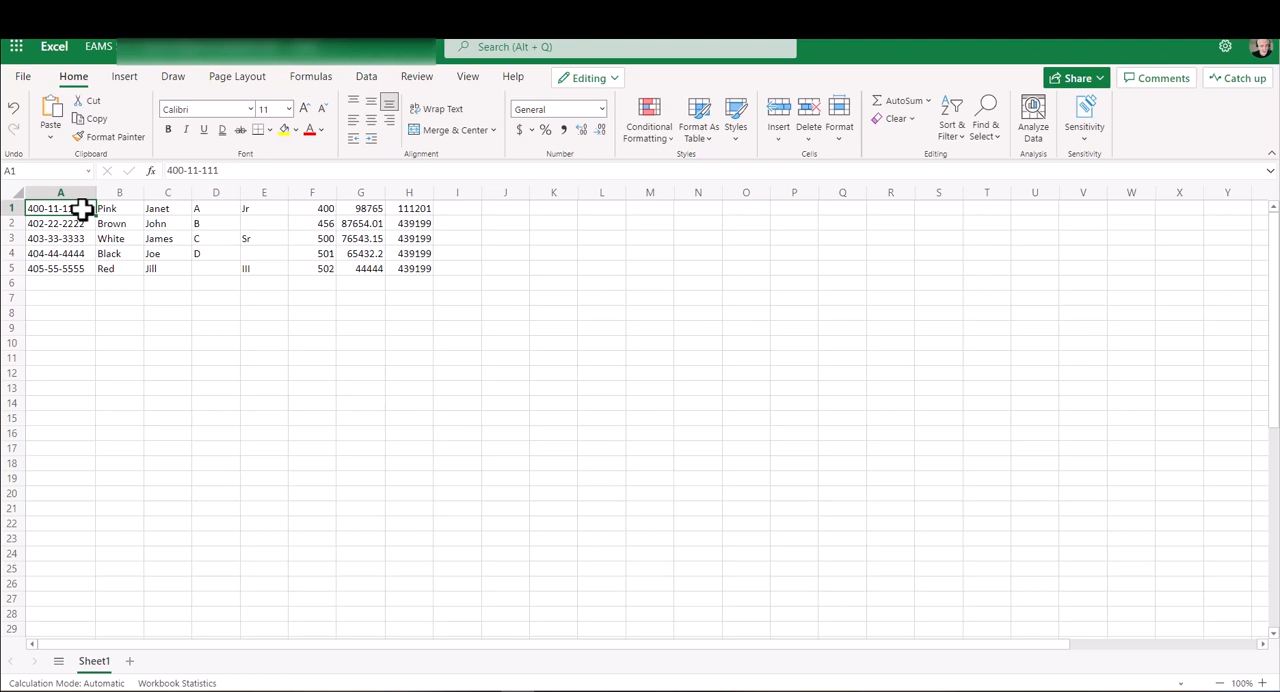 Excel EAMS Search (Alt + Q)
File Home Insert Draw Page Layout Formulas Data Review View Help Editing Share Comments Catch up
Paste Cut Copy Format Painter
Calibri 11
B I U ab A
Wrap Text
Merge & Center
General
$ % 
Conditional Formatting Format As Table Styles
Insert Delete Format
AutoSum Clear
Sort & Filter Find & Select
Analyze Data
Sensitivity
Undo Clipboard Font Alignment Number Styles Cells Editing Analysis Sensitivity
A1 fx 400-11-111
A B C D E F G H I J K L M N O P Q R S T U V W X Y
1 Pink Janet A Jr 400 98765 111201
2 402-22-2222 Brown John B 456 87654.01 439199
3 403-33-3333 White James C Sr 500 76543.15 439199
4 404-44-4444 Black Joe D 501 65432.2 439199
5 405-55-5555 Red Jill III 502 44444 439199
6
7
8
9
10
11
12
13
14
15
16
17
18
19
20
21
22
23
24
25
26
27
28
29
Sheet1
Calculation Mode: Automatic Workbook Statistics 100%